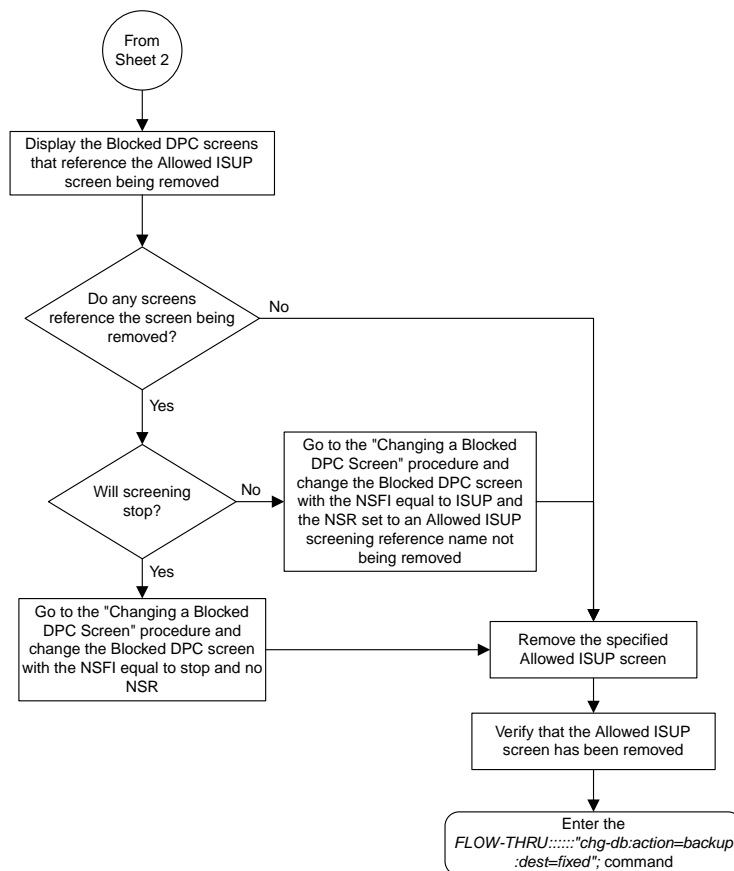 From
Sheet 2
Display the Blocked DPC screens
that reference the Allowed ISUP
screen being removed
Do any screens
reference the screen being
removed?
No
Yes
Will screening
stop?
No
Go to the "Changing a Blocked
DPC Screen" procedure and
change the Blocked DPC screen
with the NSFI equal to ISUP and
the NSR set to an Allowed ISUP
screening reference name not
being removed
Yes
Go to the "Changing a Blocked
DPC Screen" procedure and
change the Blocked DPC screen
with the NSFI equal to stop and no
NSR
Remove the specified
Allowed ISUP screen
Verify that the Allowed ISUP
screen has been removed
Enter the
FLOW-THRU::::::"chg-db:action=backup
:dest=fixed"; command